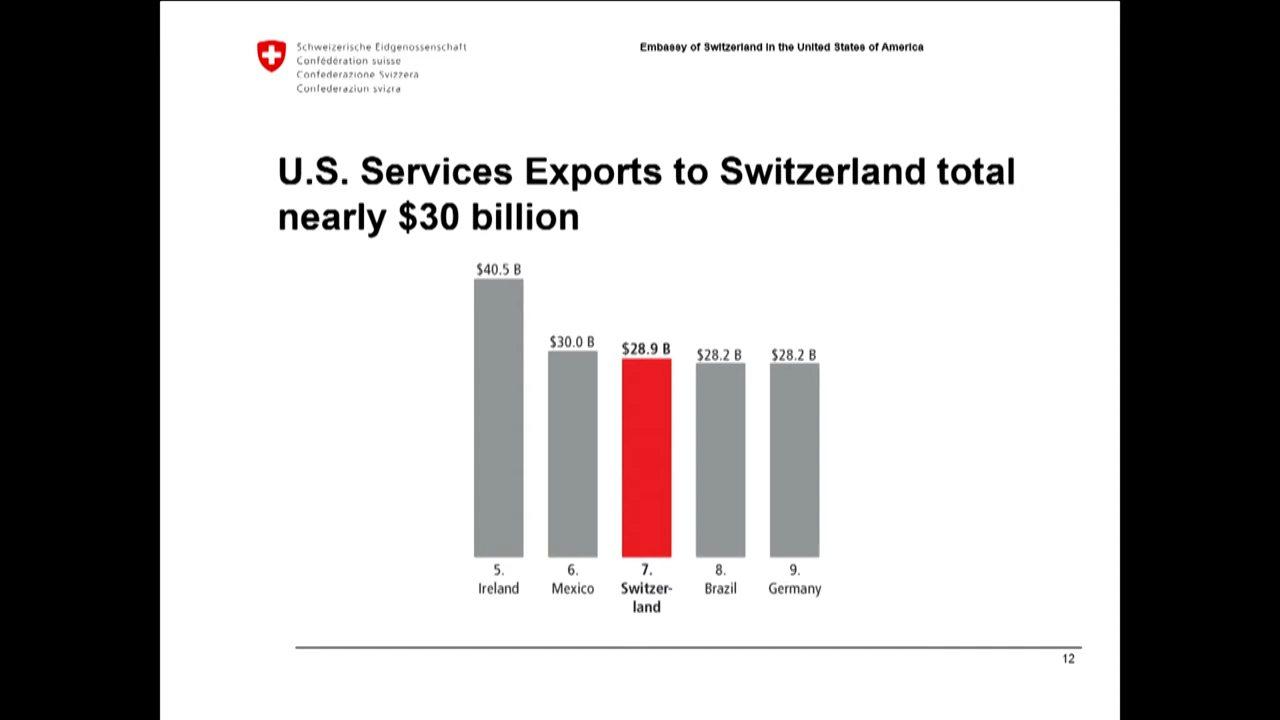 Schweizerische Eidgenossenschaft
Confédération suisse
Confederazione Svizzera
Confederaziun svizra
Embassy of Switzerland in the United States of America
U.S. Services Exports to Switzerland total
nearly $30 billion
$40.5 B
$30.0 B
$28.9 B
$28.2 B
$28.2 B
5.
Ireland
6.
Mexico
7.
Switzer-
land
8.
Brazil
9.
Germany
12